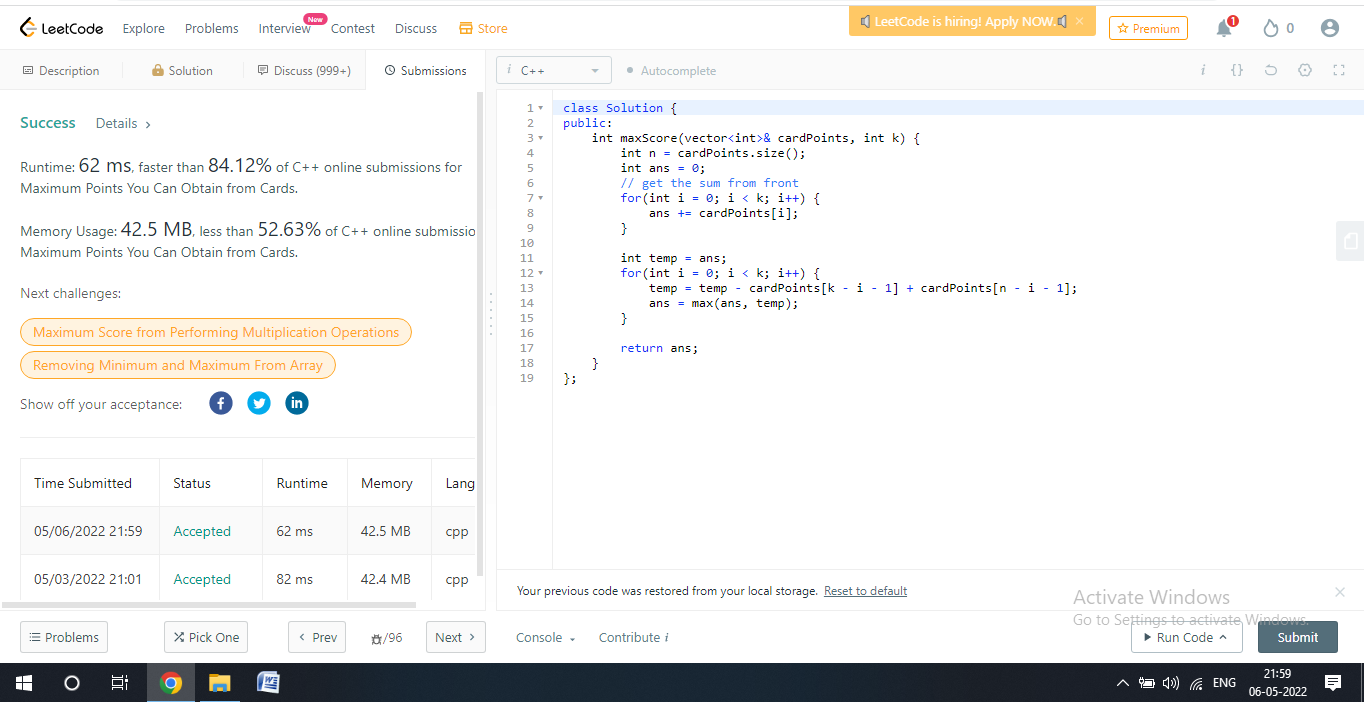 LeetCode Explore Problems Interview New Contest Discuss Store LeetCode is hiring! Apply NOW. × Premium 1 0
Description Solution Discuss (999+) Submissions
i C++ Autocomplete i {}
Success Details >
Runtime: 62 ms, faster than 84.12% of C++ online submissions for
Maximum Points You Can Obtain from Cards.
Memory Usage: 42.5 MB, less than 52.63% of C++ online submissio
Maximum Points You Can Obtain from Cards.
Next challenges:
Maximum Score from Performing Multiplication Operations
Removing Minimum and Maximum From Array
Show off your acceptance: f in
Time Submitted Status Runtime Memory Lang
05/06/2022 21:59 Accepted 62 ms 42.5 MB cpp
05/03/2022 21:01 Accepted 82 ms 42.4 MB cpp
1 class Solution {
2 public:
3 int maxScore(vector<int>& cardPoints, int k) {
4 int n = cardPoints.size();
5 int ans = 0;
6 // get the sum from front
7 for(int i = 0; i < k; i++) {
8 ans += cardPoints[i];
9 }
10
11 int temp = ans;
12 for(int i = 0; i < k; i++) {
13 temp = temp - cardPoints[k - i - 1] + cardPoints[n - i - 1];
14 ans = max(ans, temp);
15 }
16
17 return ans;
18 }
19 };
Your previous code was restored from your local storage. Reset to default ×
Activate Windows
Go to Settings to activate Windows.
Problems Pick One < Prev /96 Next > Console Contribute i Run Code Submit
W ENG 21:59
06-05-2022